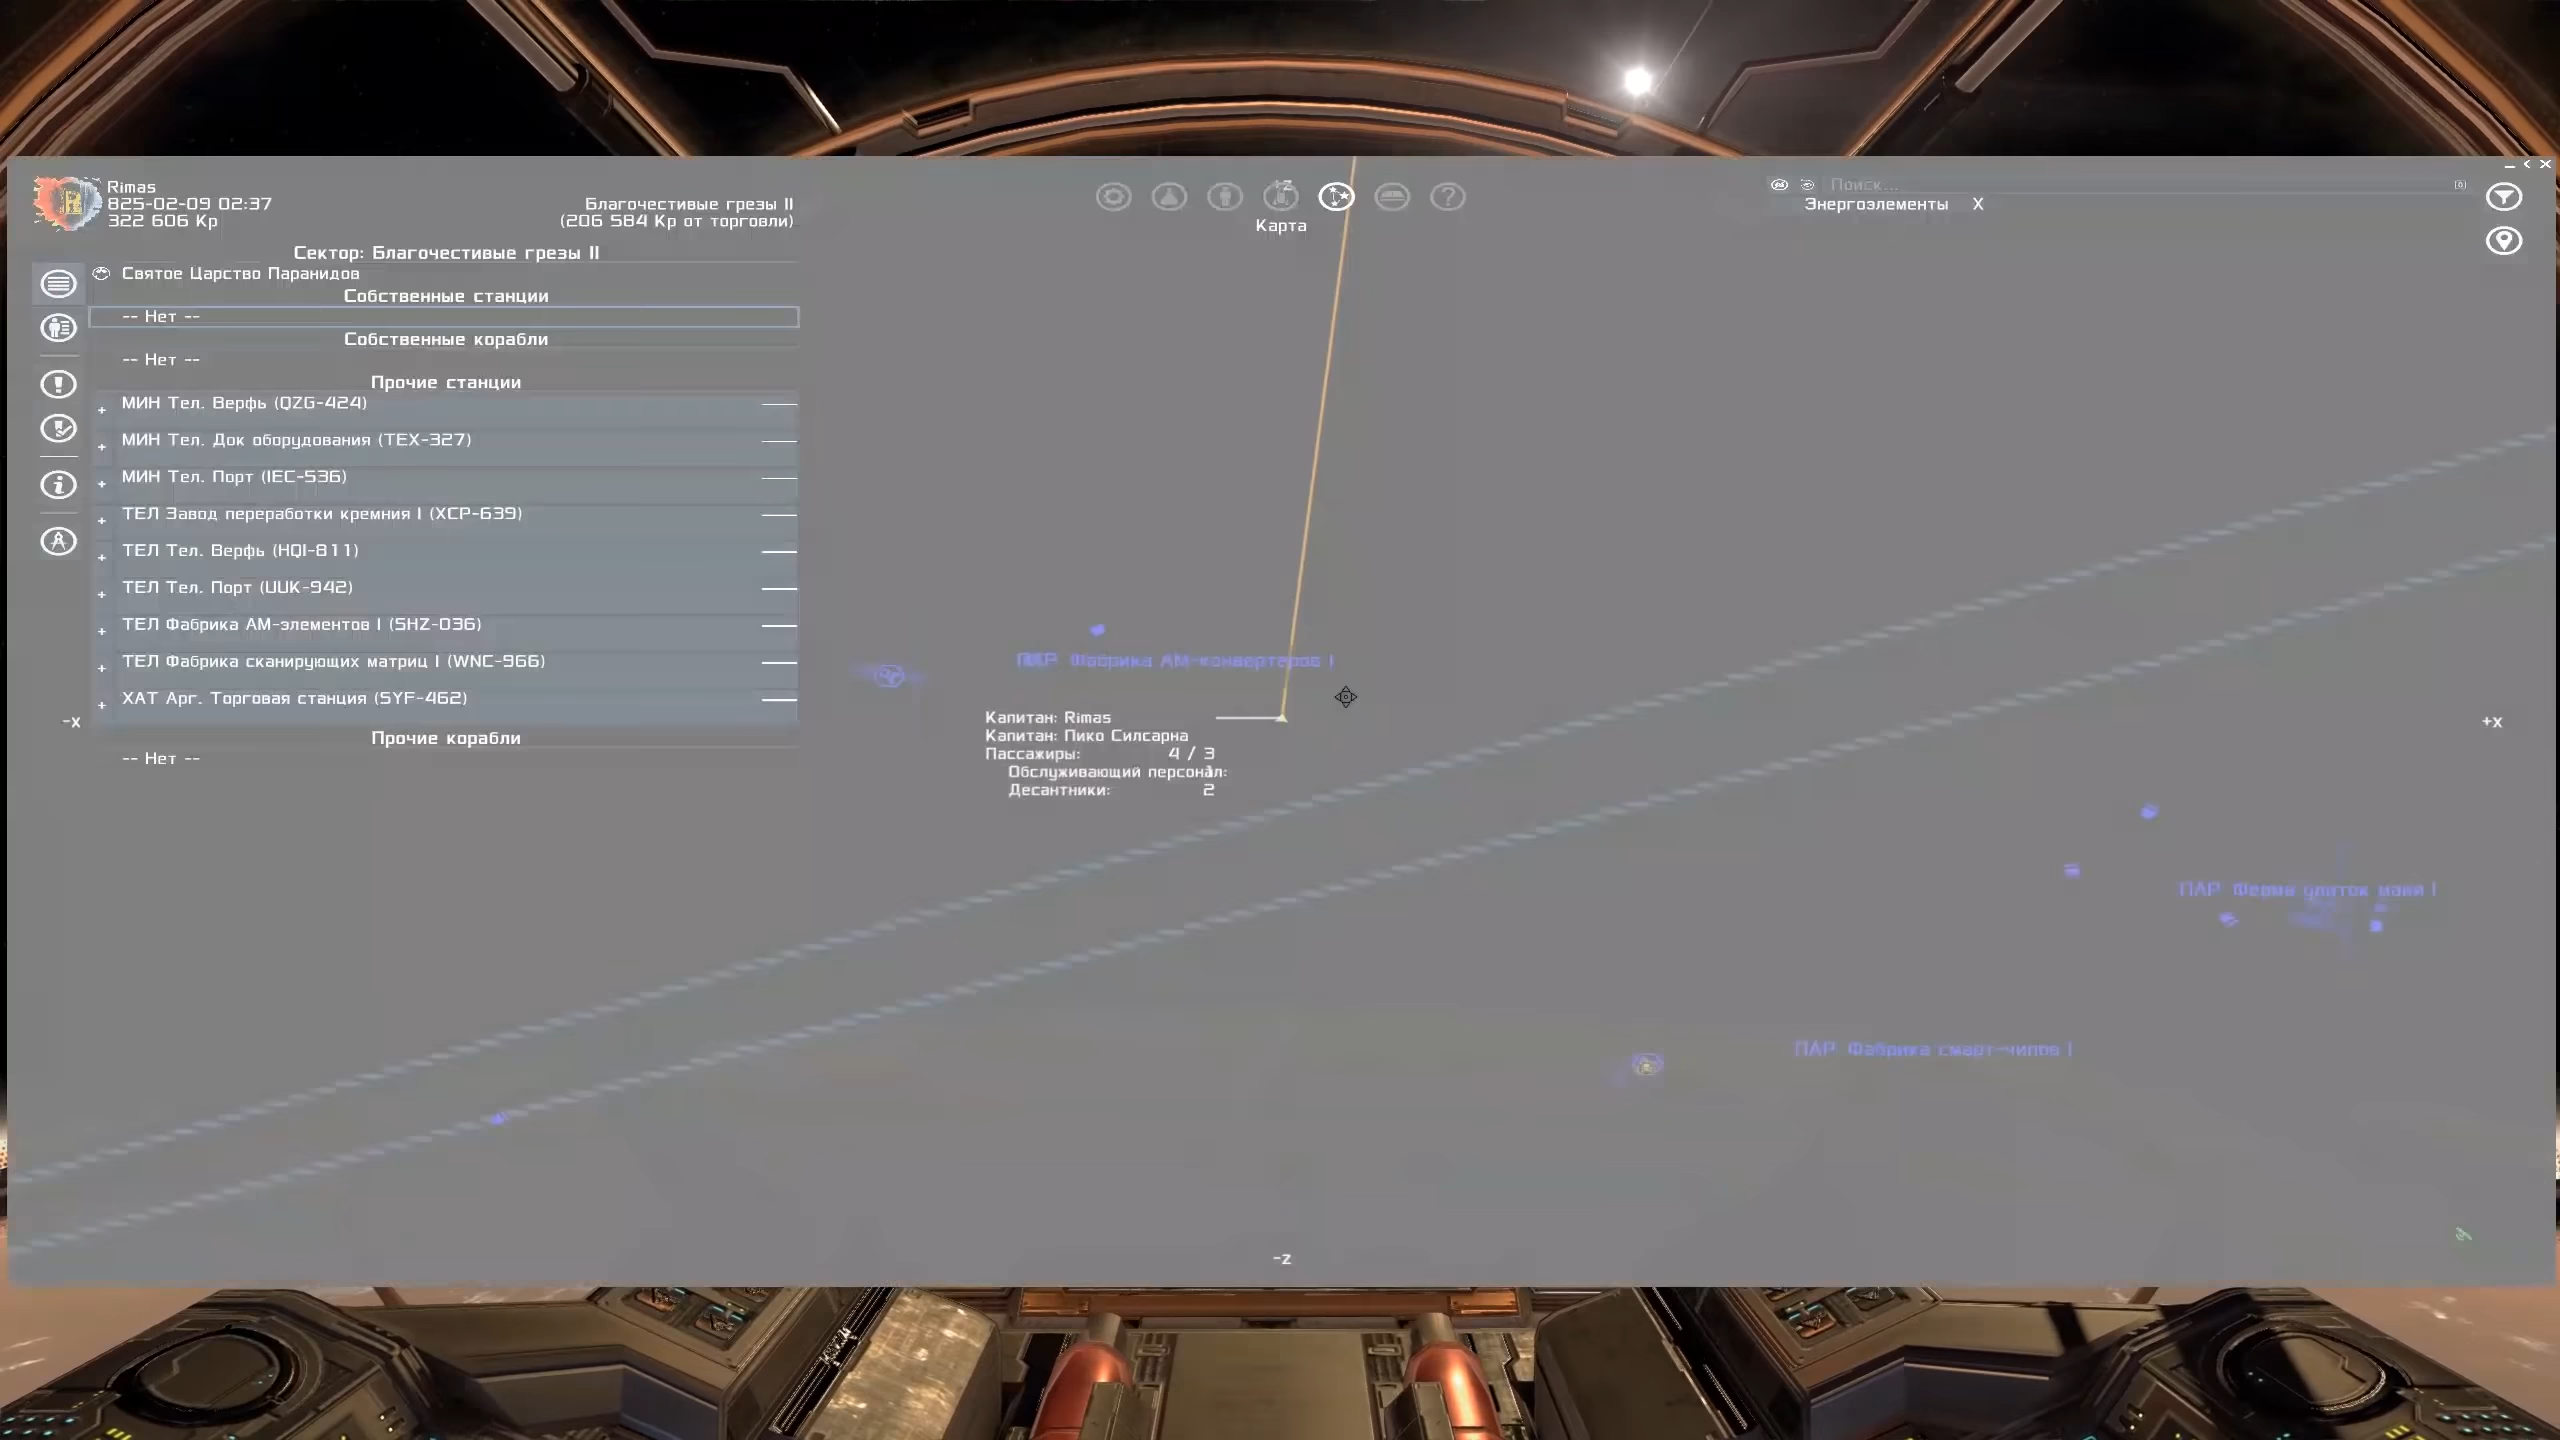 Rimas
825-02-09 02:37
322 606 Кр
Благочестивые грезы II
(206 584 Кр от торговли)
+Z
Карта
Поиск...
Энергоэлементы X
Сектор: Благочестивые грезы II
Святое Царство Паранидов
Собственные станции
-- Нет --
Собственные корабли
-- Нет --
Прочие станции
+ МИН Тел. Верфь (QZG-424)
+ МИН Тел. Док оборудования (TEX-327)
+ МИН Тел. Порт (IEC-536)
+ ТЕЛ Завод переработки кремния I (XCP-639)
+ ТЕЛ Тел. Верфь (HQI-811)
+ ТЕЛ Тел. Порт (UUK-942)
+ ТЕЛ Фабрика АМ-элементов I (SHZ-036)
+ ТЕЛ Фабрика сканирующих матриц I (WNC-966)
+ ХАТ Арг. Торговая станция (SYF-462)
Прочие корабли
-- Нет --
-X
+X
ПАР Фабрика АМ-конвертеров I
Капитан: Rimas
Капитан: Пико Силсарна
Пассажиры: 4 / 3
Обслуживающий персонал:
Десантники: 2
ПАР Ферма улиток майя I
ПАР Фабрика смарт-чипов I
-Z